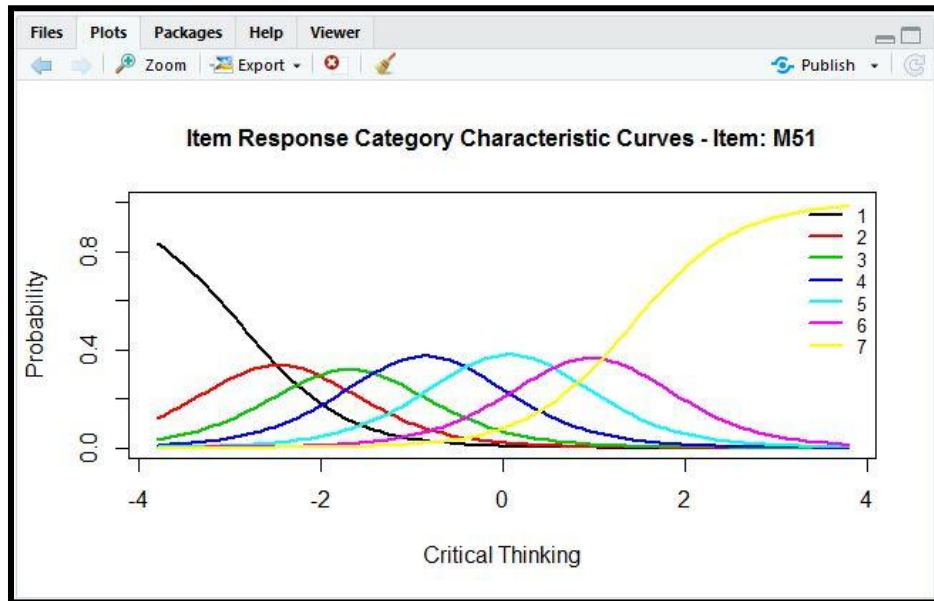 Files Plots Packages Help Viewer
Zoom Export Publish
Item Response Category Characteristic Curves - Item: M51
Probability
0.8
0.4
0.0
1
2
3
4
5
6
7
-4 -2 0 2 4
Critical Thinking